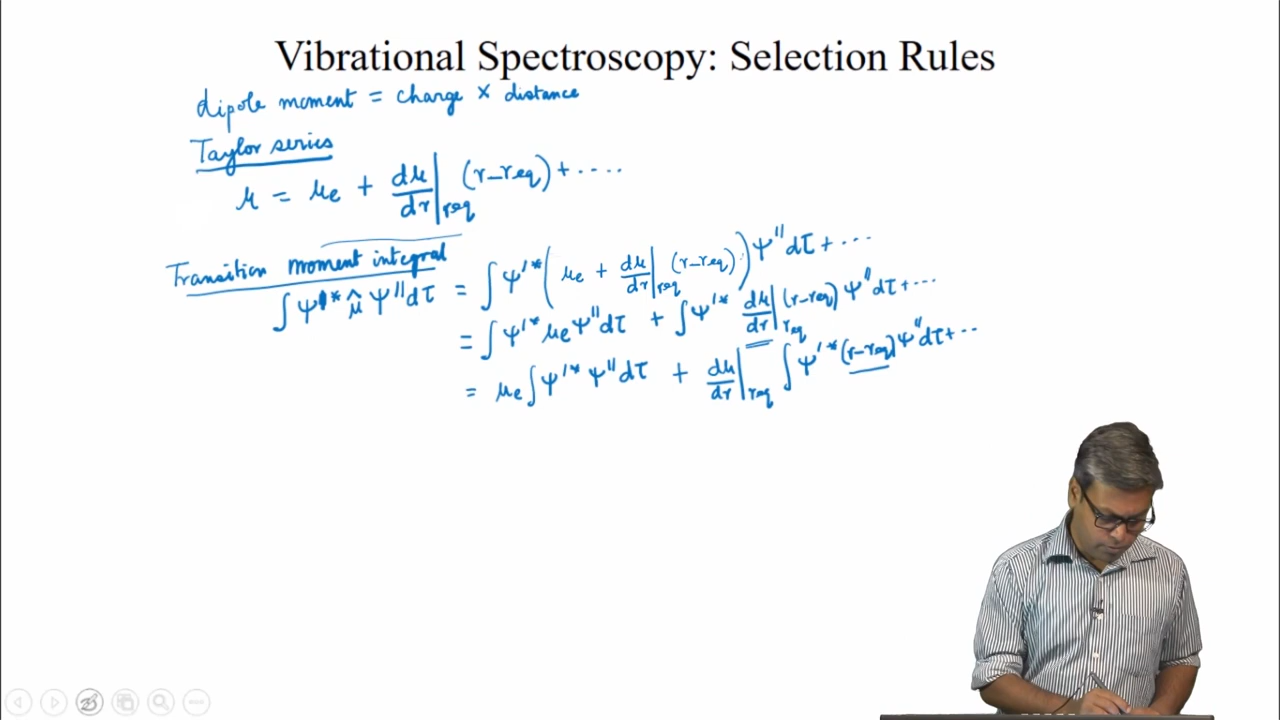 Vibrational Spectroscopy: Selection Rules
dipole moment = charge × distance
Taylor series
μ = μe + dμ/dr|req (r-req) + ....
Transition moment integral
∫ψ'* μ̂ ψ''dτ = ∫ψ'* (μe + dμ/dr|req (r-req)) ψ''dτ + ...
= ∫ψ'* μe ψ''dτ + ∫ψ'* dμ/dr|req (r-req) ψ''dτ + ...
= μe ∫ψ'* ψ''dτ + dμ/dr|req ∫ψ'* (r-req) ψ''dτ + ..